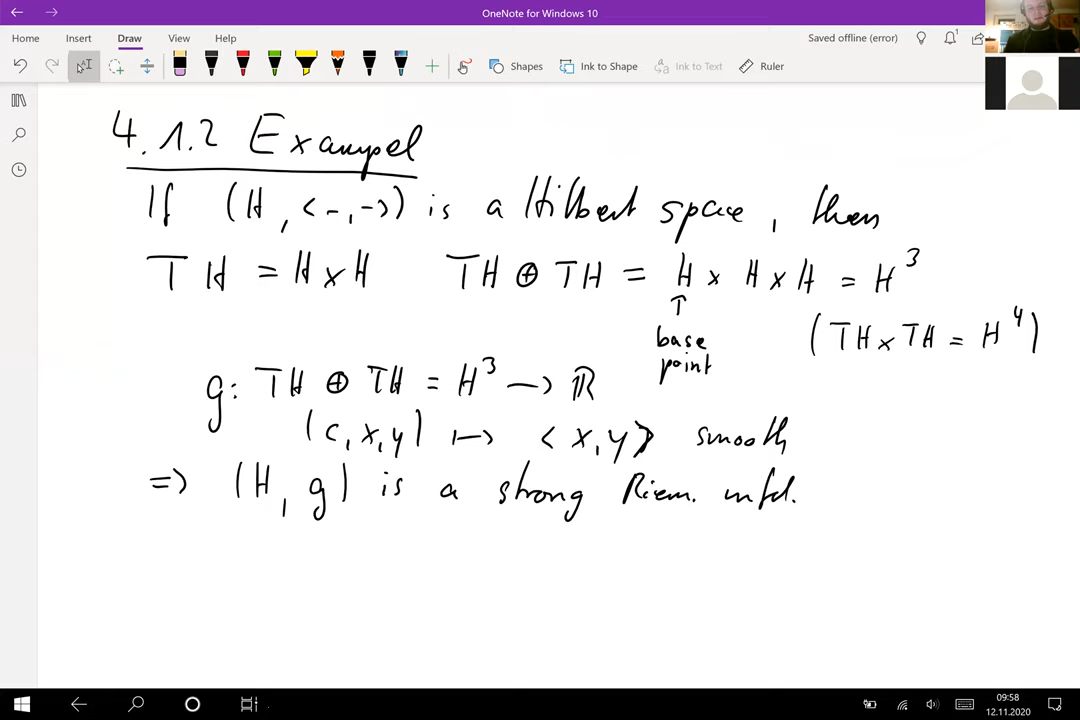 OneNote for Windows 10
Home Insert Draw View Help Saved offline (error)
Shapes Ink to Shape Ink to Text Ruler
4.1.2 Exampel
If (H, <-,->) is a Hilbert space, then
TH = H×H TH ⊕ TH = H × H × H = H³
↑
base
point
(TH×TH = H⁴)
g: TH ⊕ TH = H³ → ℝ
(c,x,y) ↦ <x,y> smooth
=> (H, g) is a strong Riem. mfd.
09:58
12.11.2020